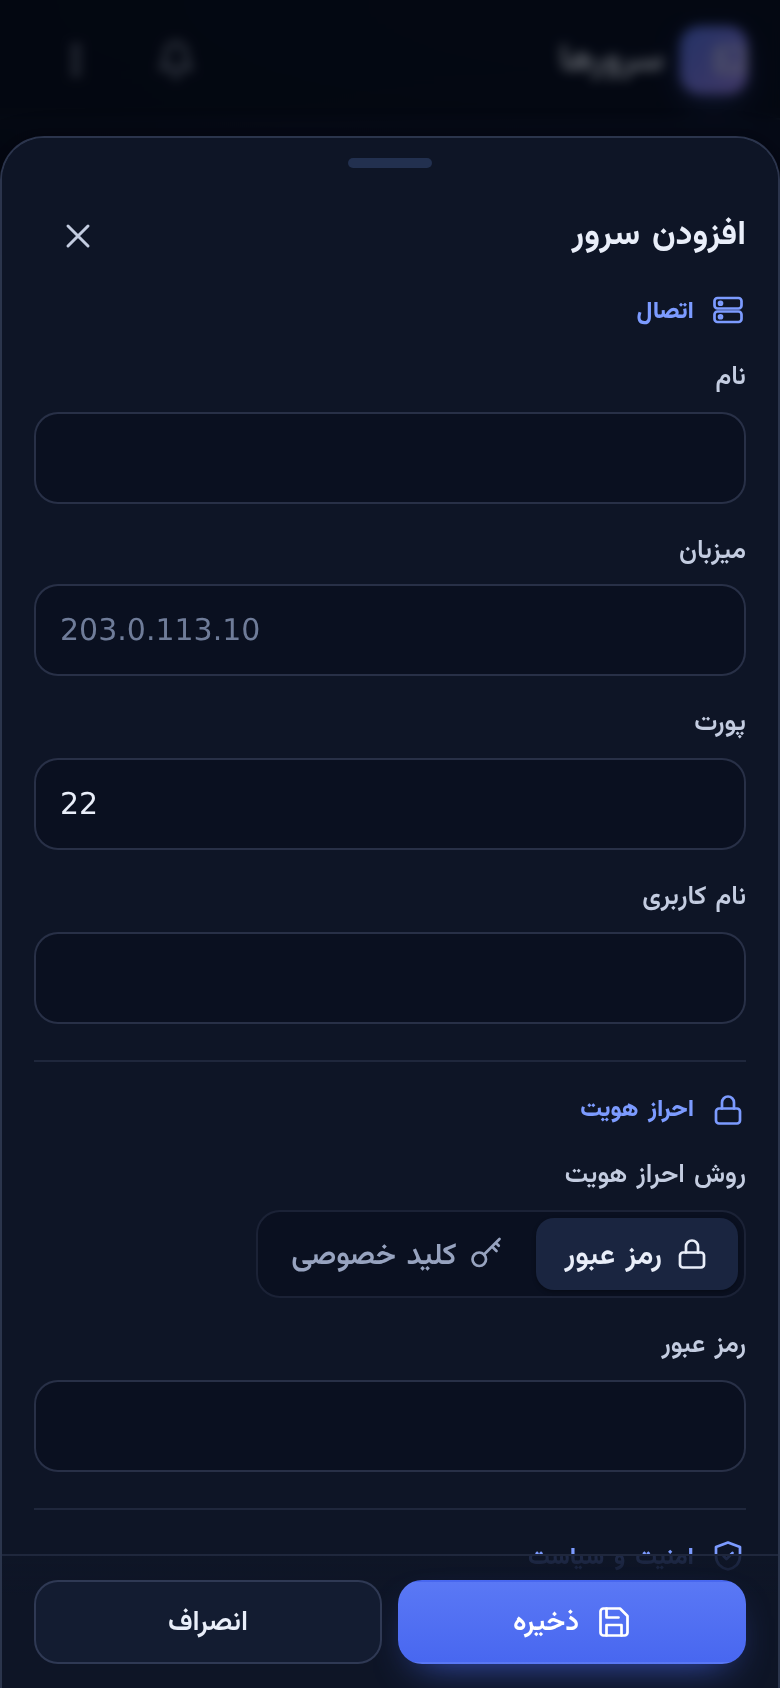 سرورها
افزودن سرور
اتصال
نام
میزبان
203.0.113.10
پورت
22
نام کاربری
احراز هویت
روش احراز هویت
رمز عبور
کلید خصوصی
رمز عبور
امنیت و سیاست
ذخیره
انصراف